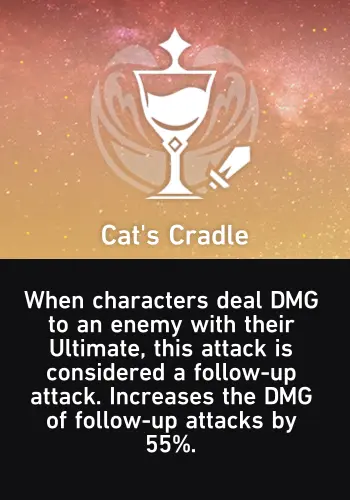 Cat's Cradle
When characters deal DMG
to an enemy with their
Ultimate, this attack is
considered a follow-up
attack. Increases the DMG
of follow-up attacks by
55%.